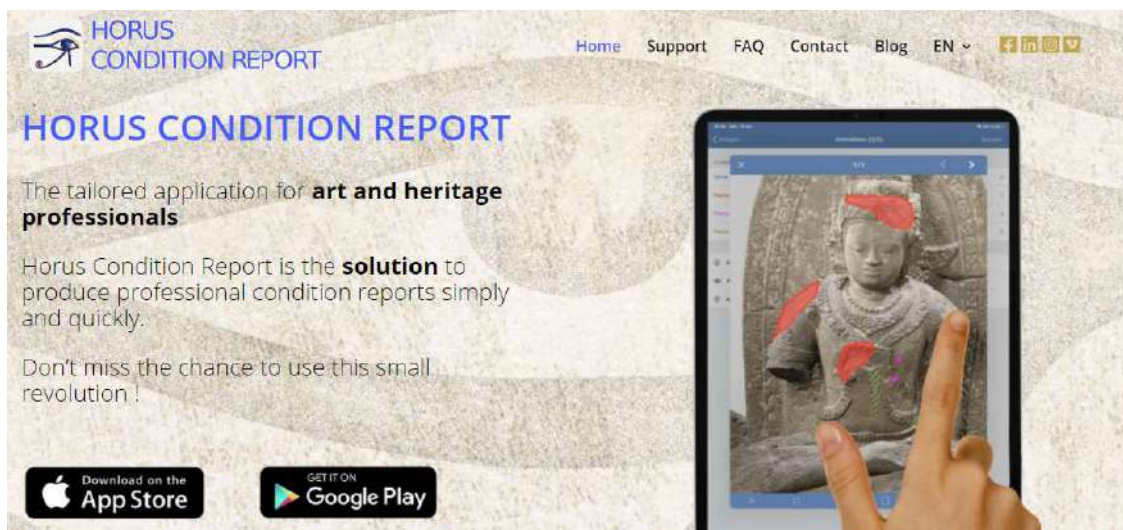 HORUS
CONDITION REPORT
Home Support FAQ Contact Blog EN
HORUS CONDITION REPORT
The tailored application for art and heritage
professionals
Horus Condition Report is the solution to
produce professional condition reports simply
and quickly.
Don't miss the chance to use this small
revolution !
Download on the
App Store
GET IT ON
Google Play